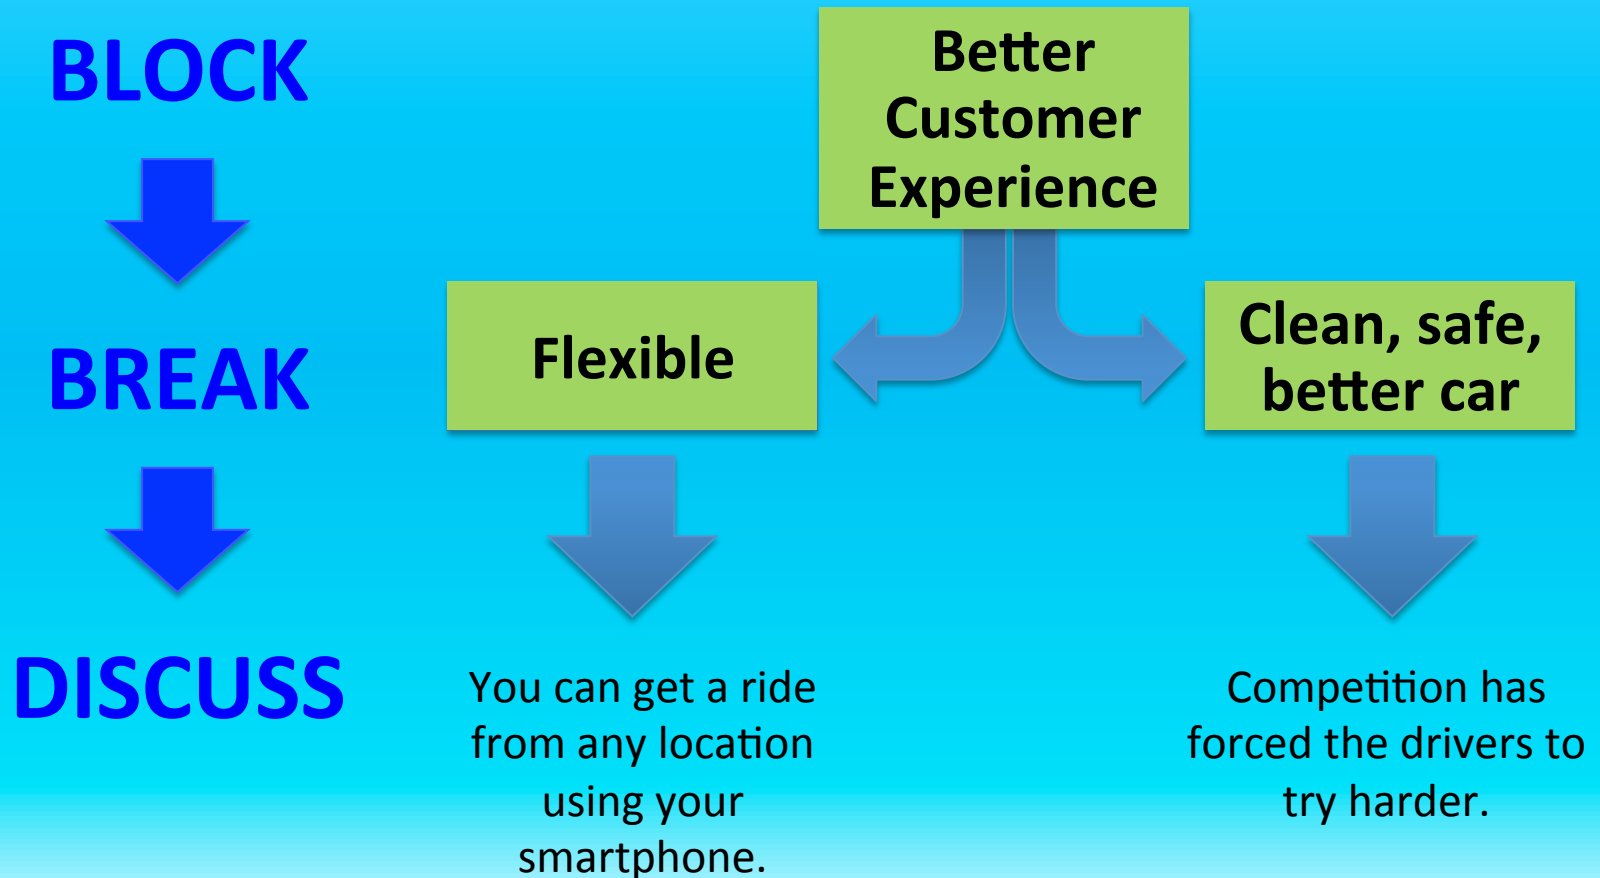 BLOCK
Better
Customer
Experience
BREAK
Flexible
Clean, safe,
better car
DISCUSS
You can get a ride
from any location
using your
smartphone.
Competition has
forced the drivers to
try harder.